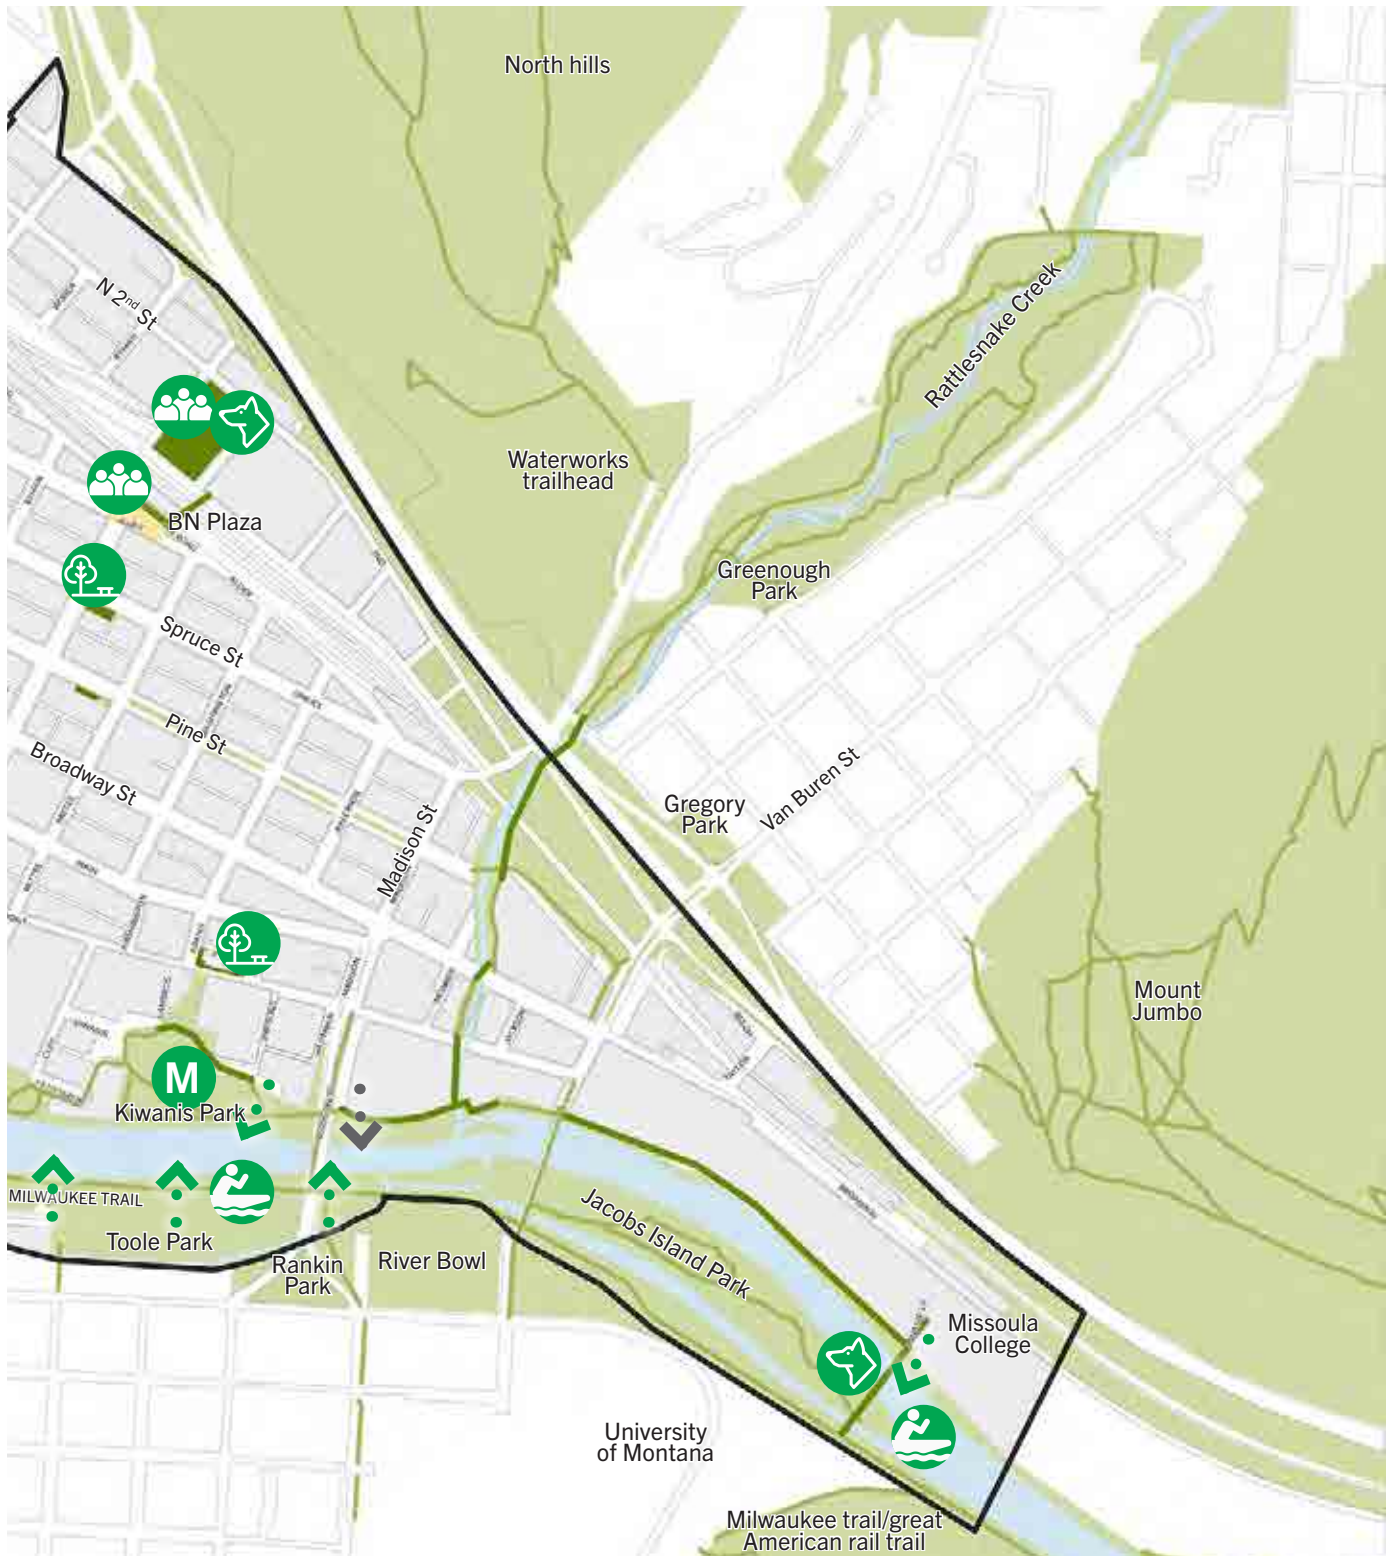 North hills
N 2nd St
Rattlesnake Creek
Waterworks
trailhead
BN Plaza
Greenough
Park
Spruce St
Pine St
Broadway St
Madison St
Gregory
Park
Van Buren St
Mount
Jumbo
M
Kiwanis Park
MILWAUKEE TRAIL
Toole Park
Rankin
Park
River Bowl
Jacobs Island Park
Missoula
College
University
of Montana
Milwaukee trail/great
American rail trail